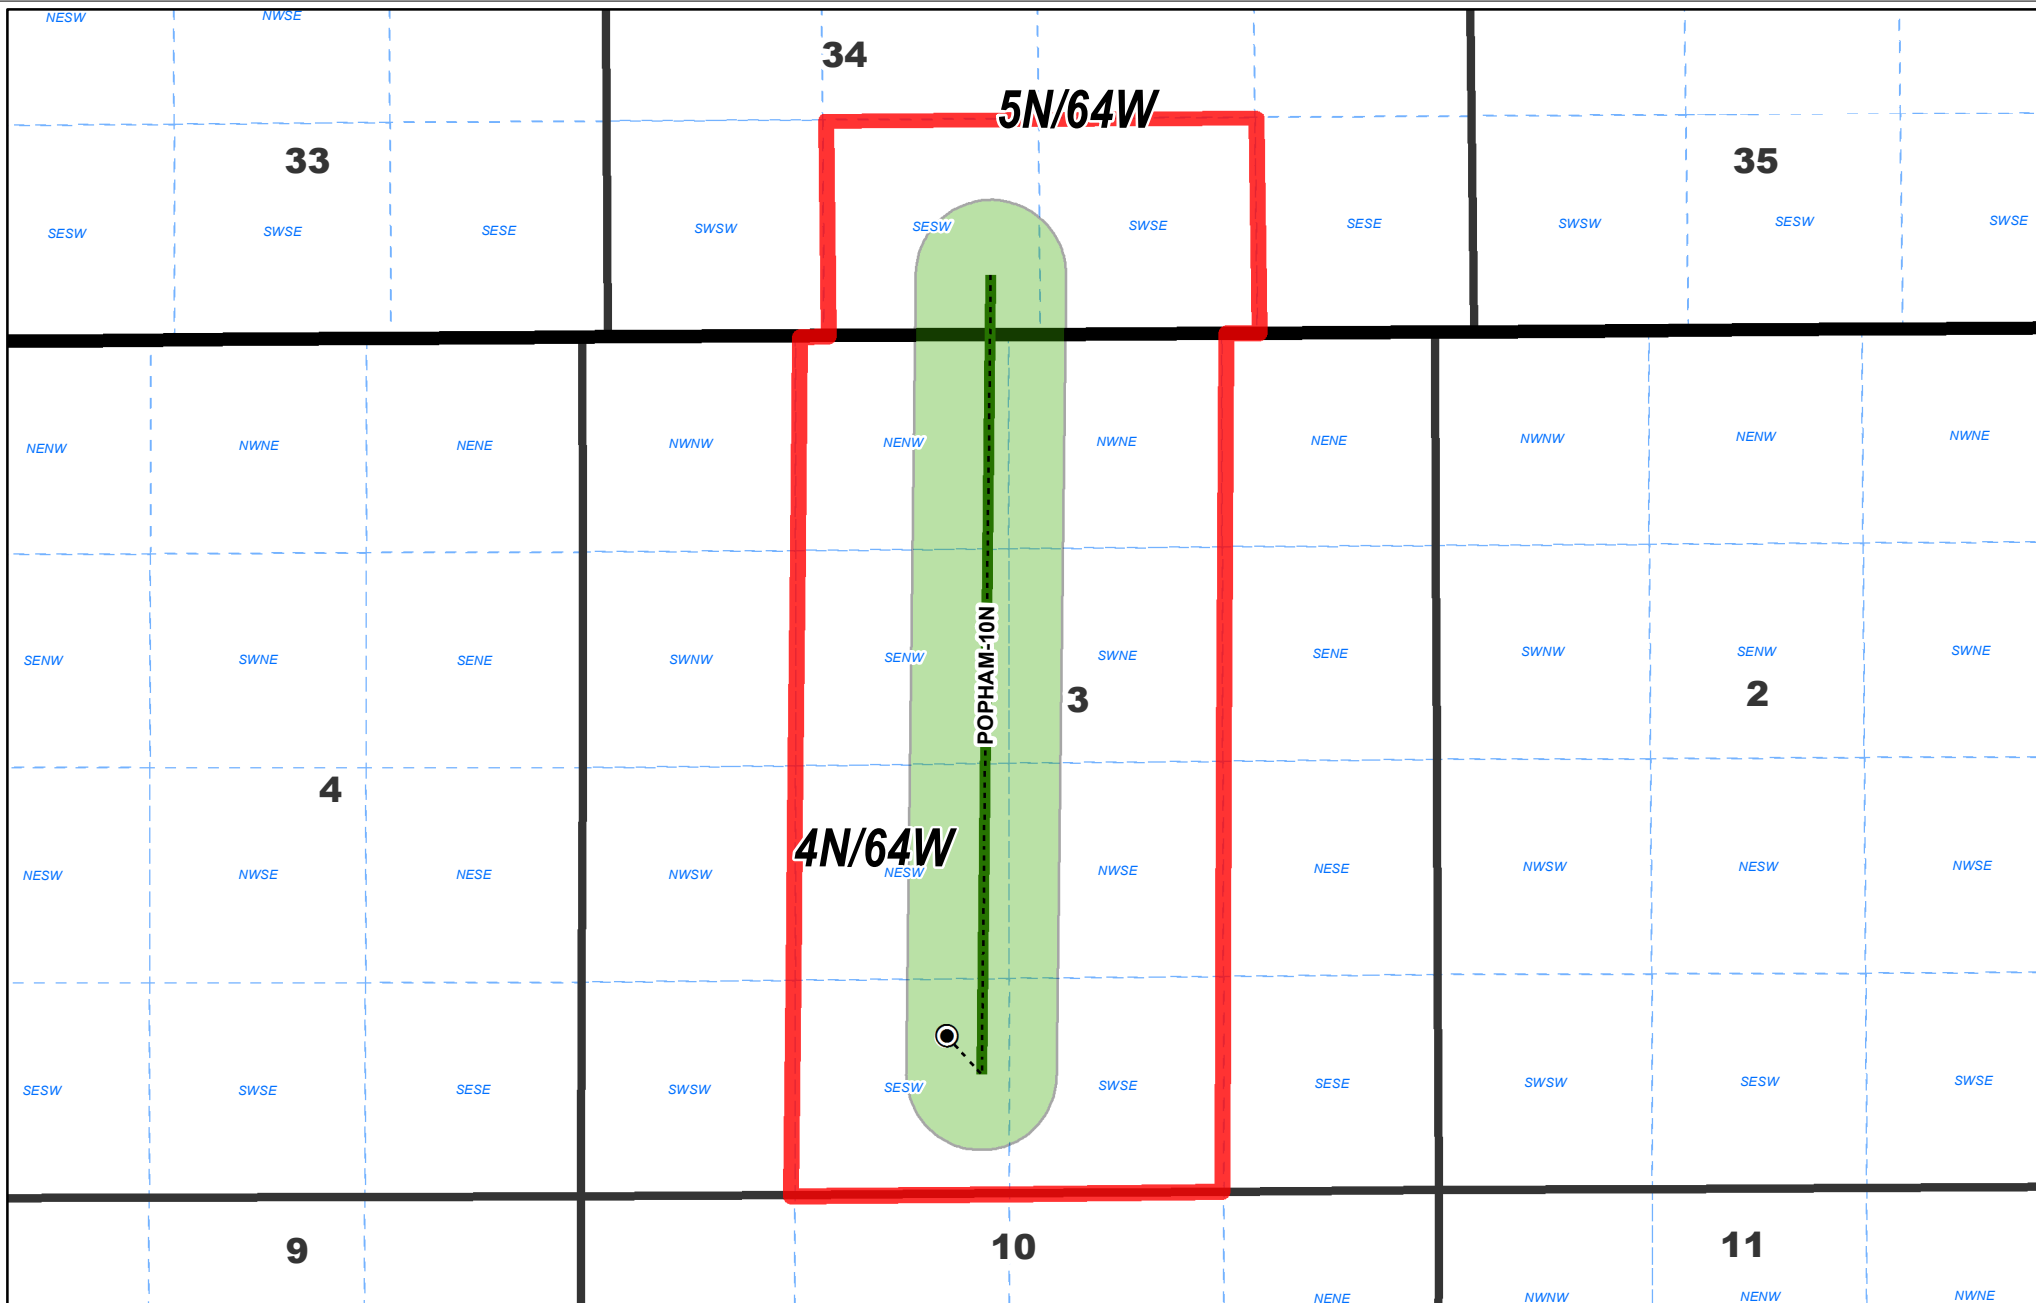 NESW NWSE
34
5N/64W
33 35
SESW SWSE SESE SWSW SESW SWSE SESE SWSW SESW SWSE
NENW NWNE NENE NWNW NENW NWNE NENE NWNW NENW NWNE
SENW SWNE SENE SWNW SENW SWNE SENE SWNW SENW SWNE
POPHAM-10N
3 2
4
4N/64W
NESW NWSE NESE NWSW NESW NWSE NESE NWSW NESW NWSE
SESW SWSE SESE SWSW SESW SWSE SESE SWSW SESW SWSE
9 10 11
NENE NWNW NENW NWNE